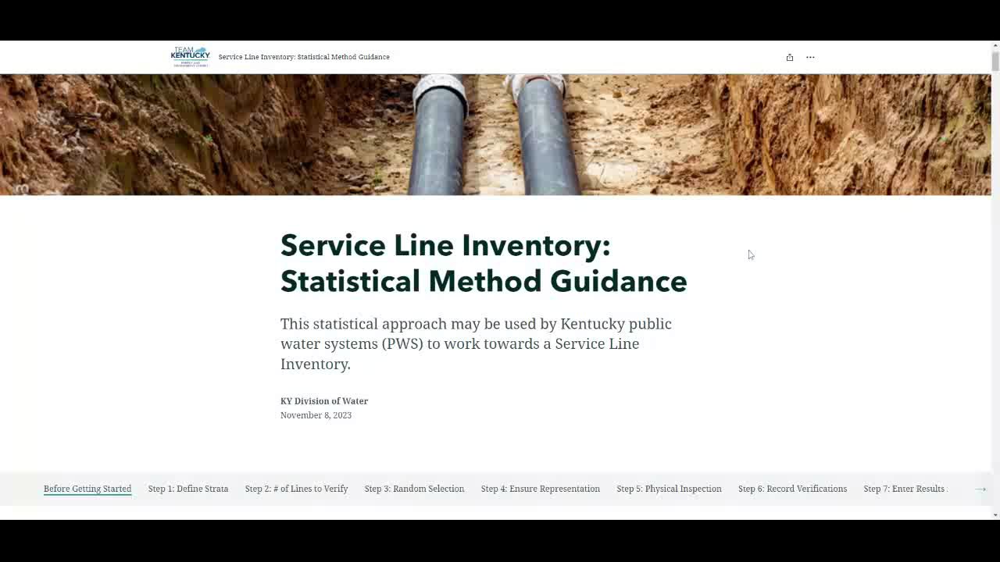 TEAM
KENTUCKY
Service Line Inventory: Statistical Method Guidance
Service Line Inventory:
Statistical Method Guidance
This statistical approach may be used by Kentucky public
water systems (PWS) to work towards a Service Line
Inventory.
KY Division of Water
November 8, 2023
Before Getting Started Step 1: Define Strata Step 2: # of Lines to Verify Step 3: Random Selection Step 4: Ensure Representation Step 5: Physical Inspection Step 6: Record Verifications Step 7: Enter Results